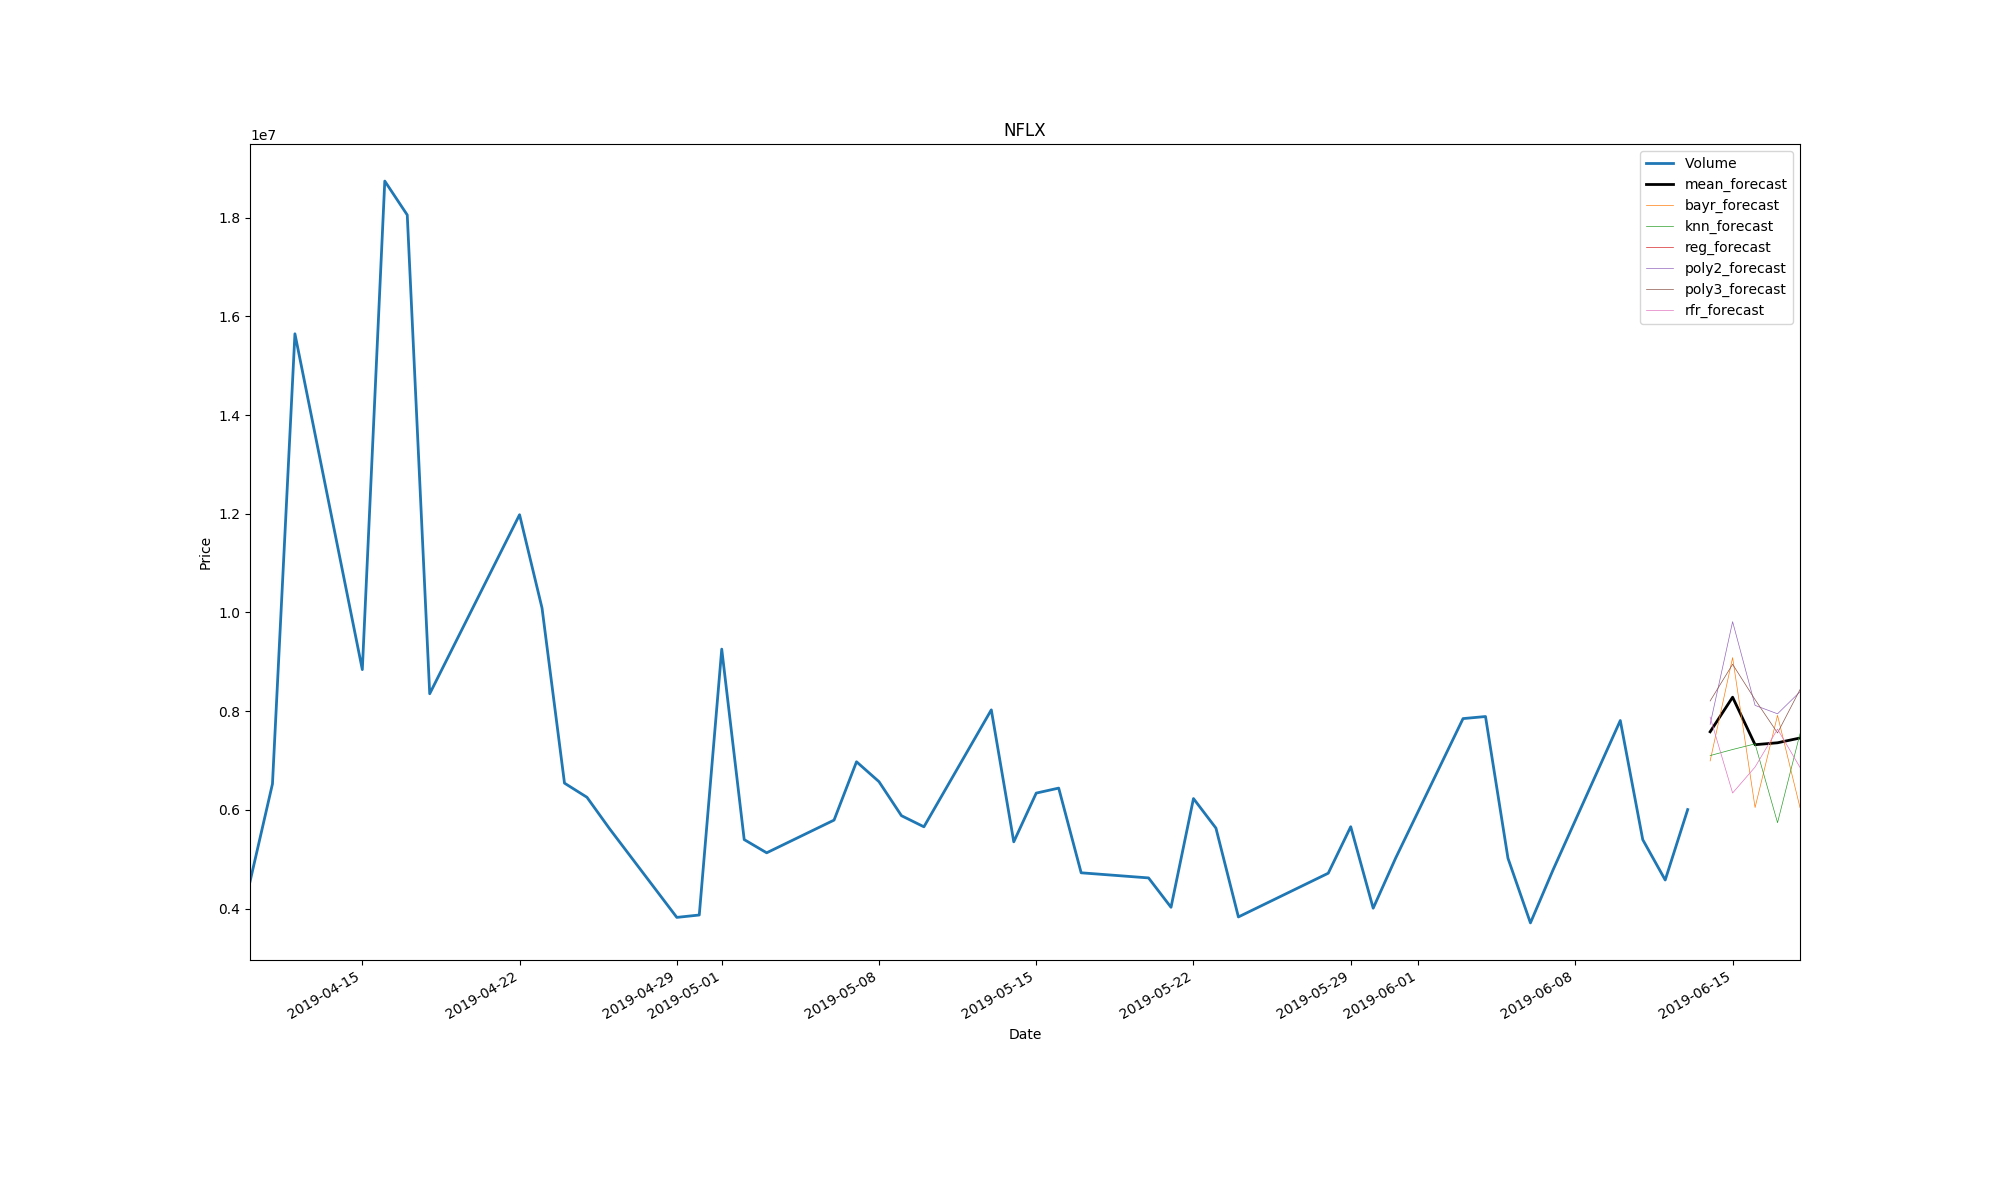 NFLX
1e7
Volume
mean_forecast
bayr_forecast
knn_forecast
reg_forecast
poly2_forecast
poly3_forecast
rfr_forecast
1.8
1.6
1.4
1.2
1.0
0.8
0.6
0.4
Price
2019-04-15
2019-04-22
2019-04-29
2019-05-01
2019-05-08
2019-05-15
2019-05-22
2019-05-29
2019-06-01
2019-06-08
2019-06-15
Date